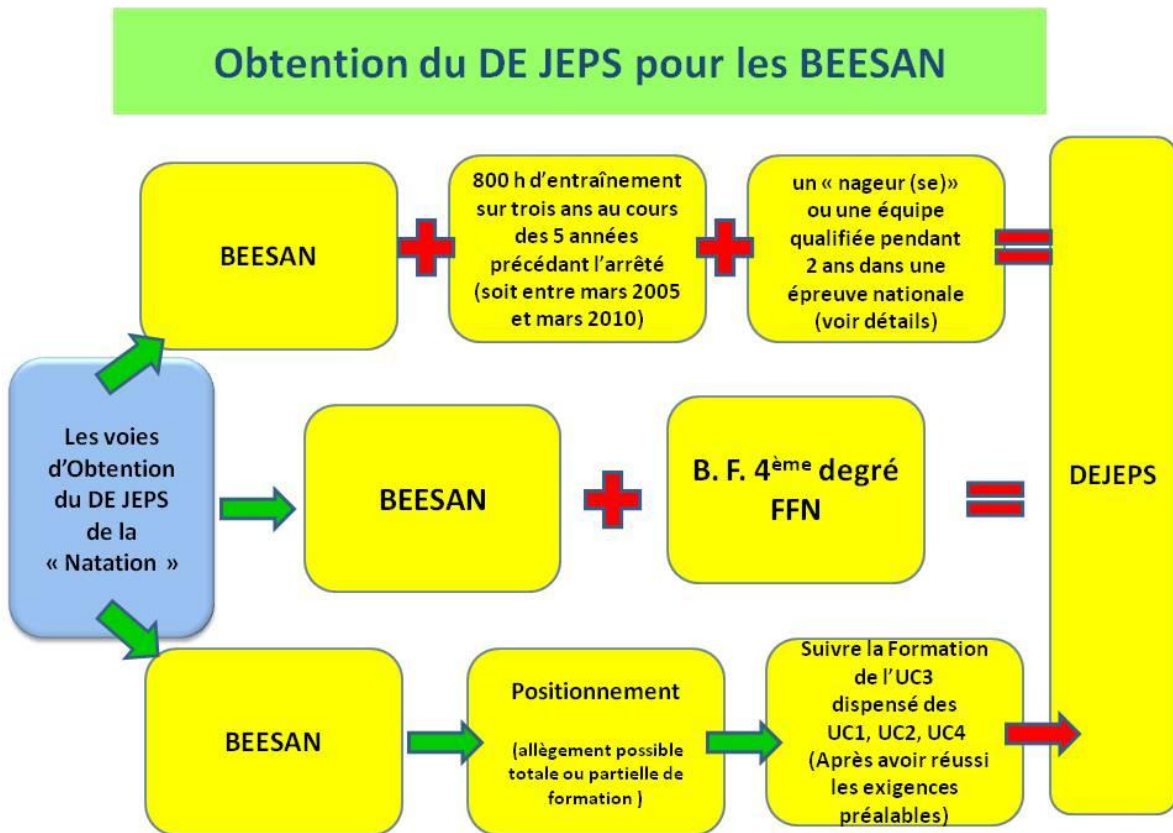 Obtention du DE JEPS pour les BEESAN
BEESAN
800 h d'entraînement
sur trois ans au cours
des 5 années
précédant l'arrêté
(soit entre mars 2005
et mars 2010)
un « nageur (se)»
ou une équipe
qualifiée pendant
2 ans dans une
épreuve nationale
(voir détails)
Les voies
d'Obtention
du DE JEPS
de la
« Natation »
BEESAN
B. F. 4ème degré
FFN
DEJEPS
BEESAN
Positionnement
(allègement possible
totale ou partielle de
formation )
Suivre la Formation
de l'UC3
dispensé des
UC1, UC2, UC4
(Après avoir réussi
les exigences
préalables)